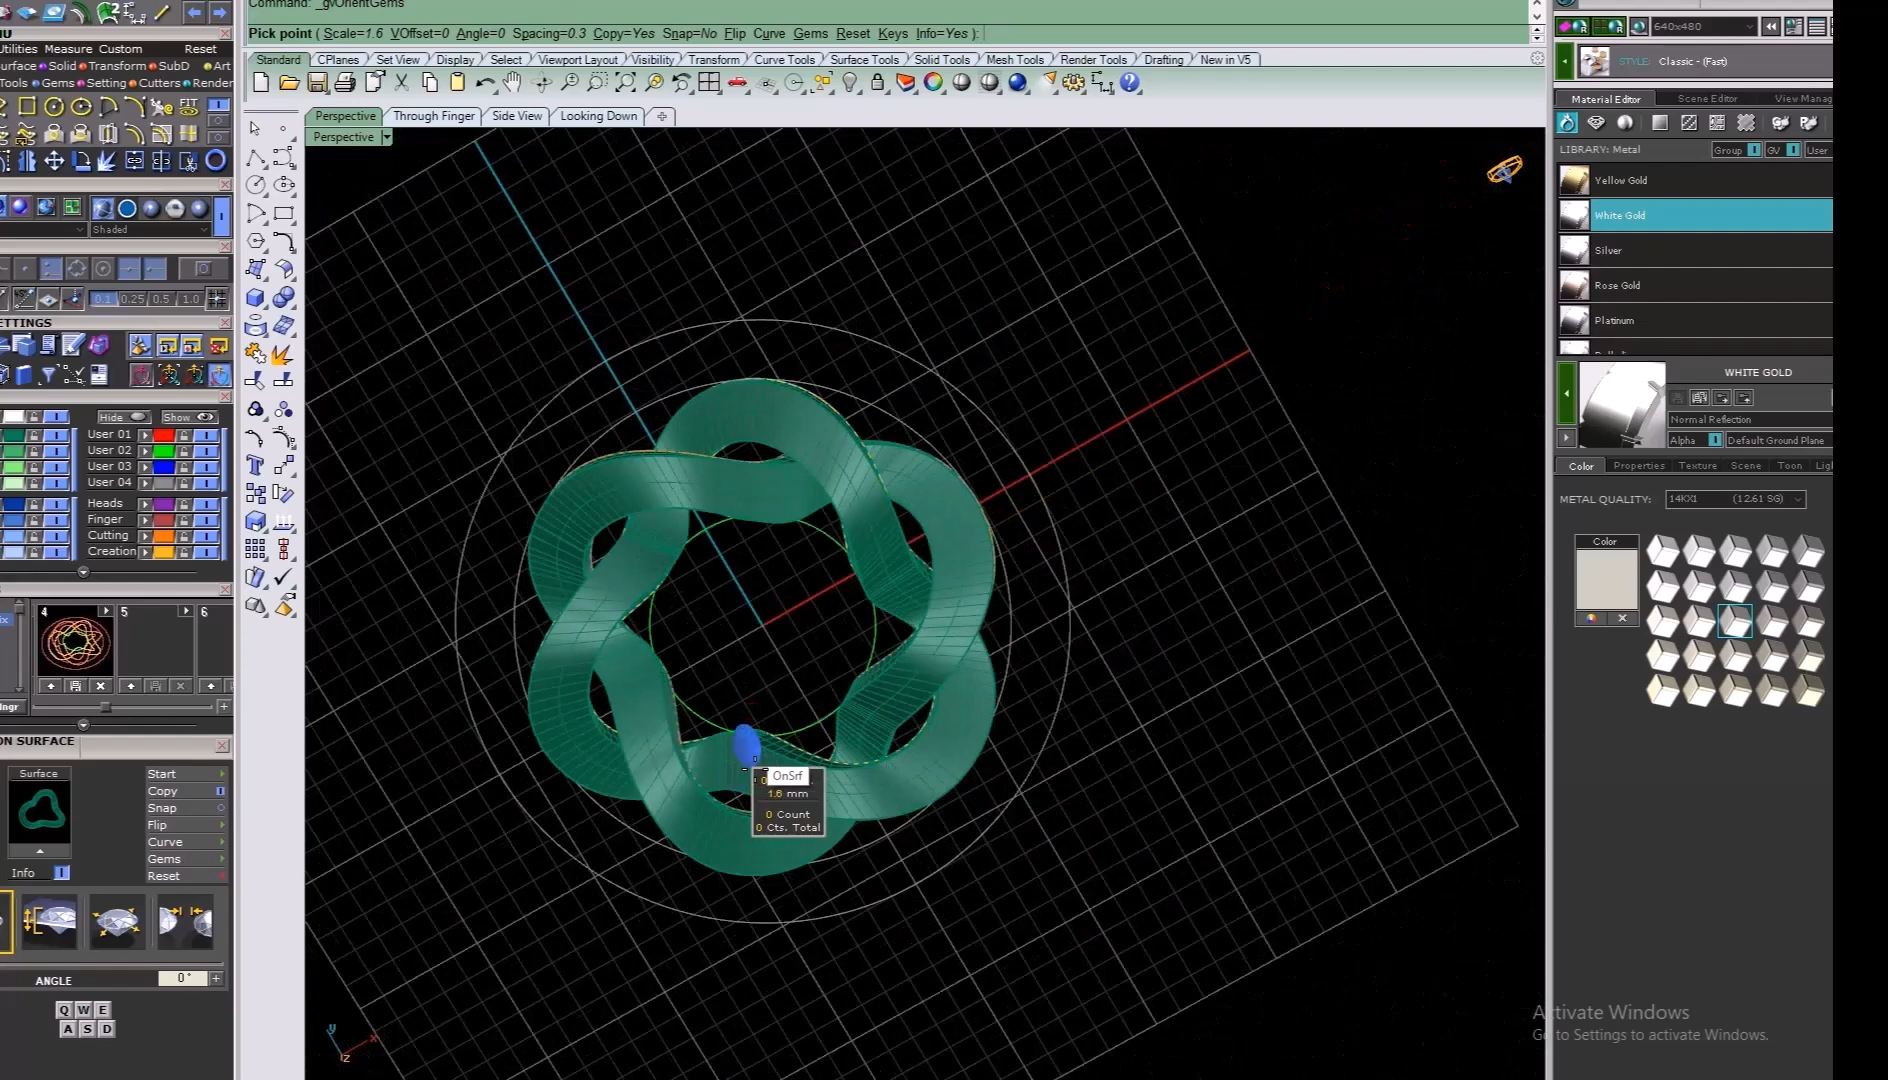 Command: _gvOrientGems
Pick point ( Scale=1.6 VOffset=0 Angle=0 Spacing=0.3 Copy=Yes Snap=No Flip Curve Gems Reset Keys Info=Yes ):
Standard CPlanes Set View Display Select Viewport Layout Visibility Transform Curve Tools Surface Tools Solid Tools Mesh Tools Render Tools Drafting New in V5
Perspective Through Finger Side View Looking Down
Perspective
Utilities Measure Custom Reset
Surface Solid Transform SubD Art
Tools Gems Setting Cutters Render
FIT
Shaded
0.1 0.25 0.5 1.0
ETTINGS
Hide Show
User 01
User 02
User 03
User 04
Heads
Finger
Cutting
Creation
4 5 6
ON SURFACE
Surface
Start
Copy
Snap
Flip
Curve
Gems
Info
Reset
ANGLE 0°
Q W E
A S D
OnSrf
1.6 mm
0 Count
0 Cts. Total
y x z
640x480
STYLE: Classic - (Fast)
Material Editor Scene Editor View Manag
LIBRARY: Metal Group GV User
Yellow Gold
White Gold
Silver
Rose Gold
Platinum
WHITE GOLD
Normal Reflection
Alpha Default Ground Plane
Color Properties Texture Scene Toon Lig
METAL QUALITY: 14KX1 (12.61 SG)
Color
Activate Windows
Go to Settings to activate Windows.